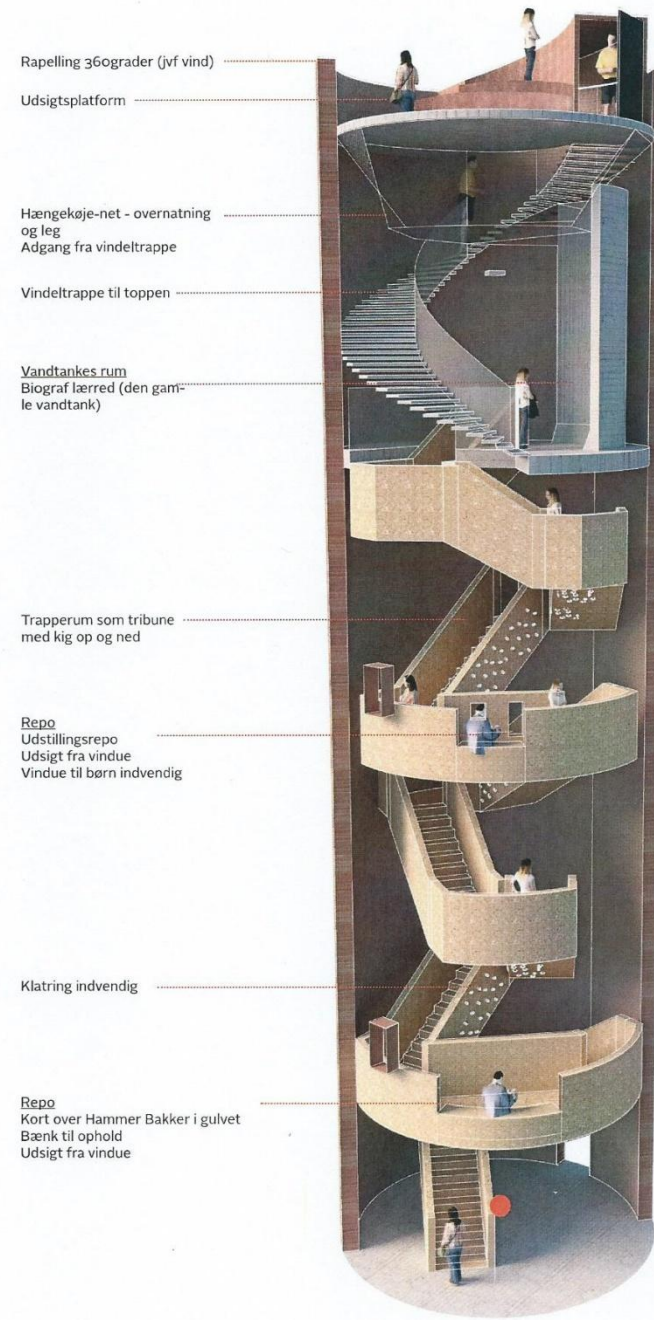 Rapelling 360grader (jvf vind)
Udsigtsplatform
Hængekøje-net - overnatning
og leg
Adgang fra vindeltrappe
Vindeltrappe til toppen
Vandtankes rum
Biograf lærred (den gam-
le vandtank)
Trapperum som tribune
med kig op og ned
Repo
Udstillingsrepo
Udsigt fra vindue
Vindue til børn indvendig
Klatring indvendig
Repo
Kort over Hammer Bakker i gulvet
Bænk til ophold
Udsigt fra vindue